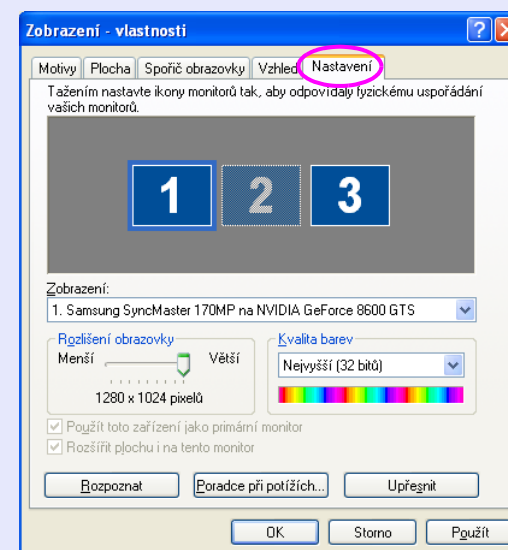 Zobrazení - vlastnosti
Motivy Plocha Spořič obrazovky Vzhled Nastavení
Tažením nastavte ikony monitorů tak, aby odpovídaly fyzickému uspořádání
vašich monitorů.
1 2 3
Zobrazení:
1. Samsung SyncMaster 170MP na NVIDIA GeForce 8600 GTS
Rozlišení obrazovky
Menší Větší
1280 x 1024 pixelů
Kvalita barev
Nejvyšší (32 bitů)
Použít toto zařízení jako primární monitor
Rozšířit plochu i na tento monitor
Rozpoznat Poradce při potížích... Upřesnit
OK Storno Použít